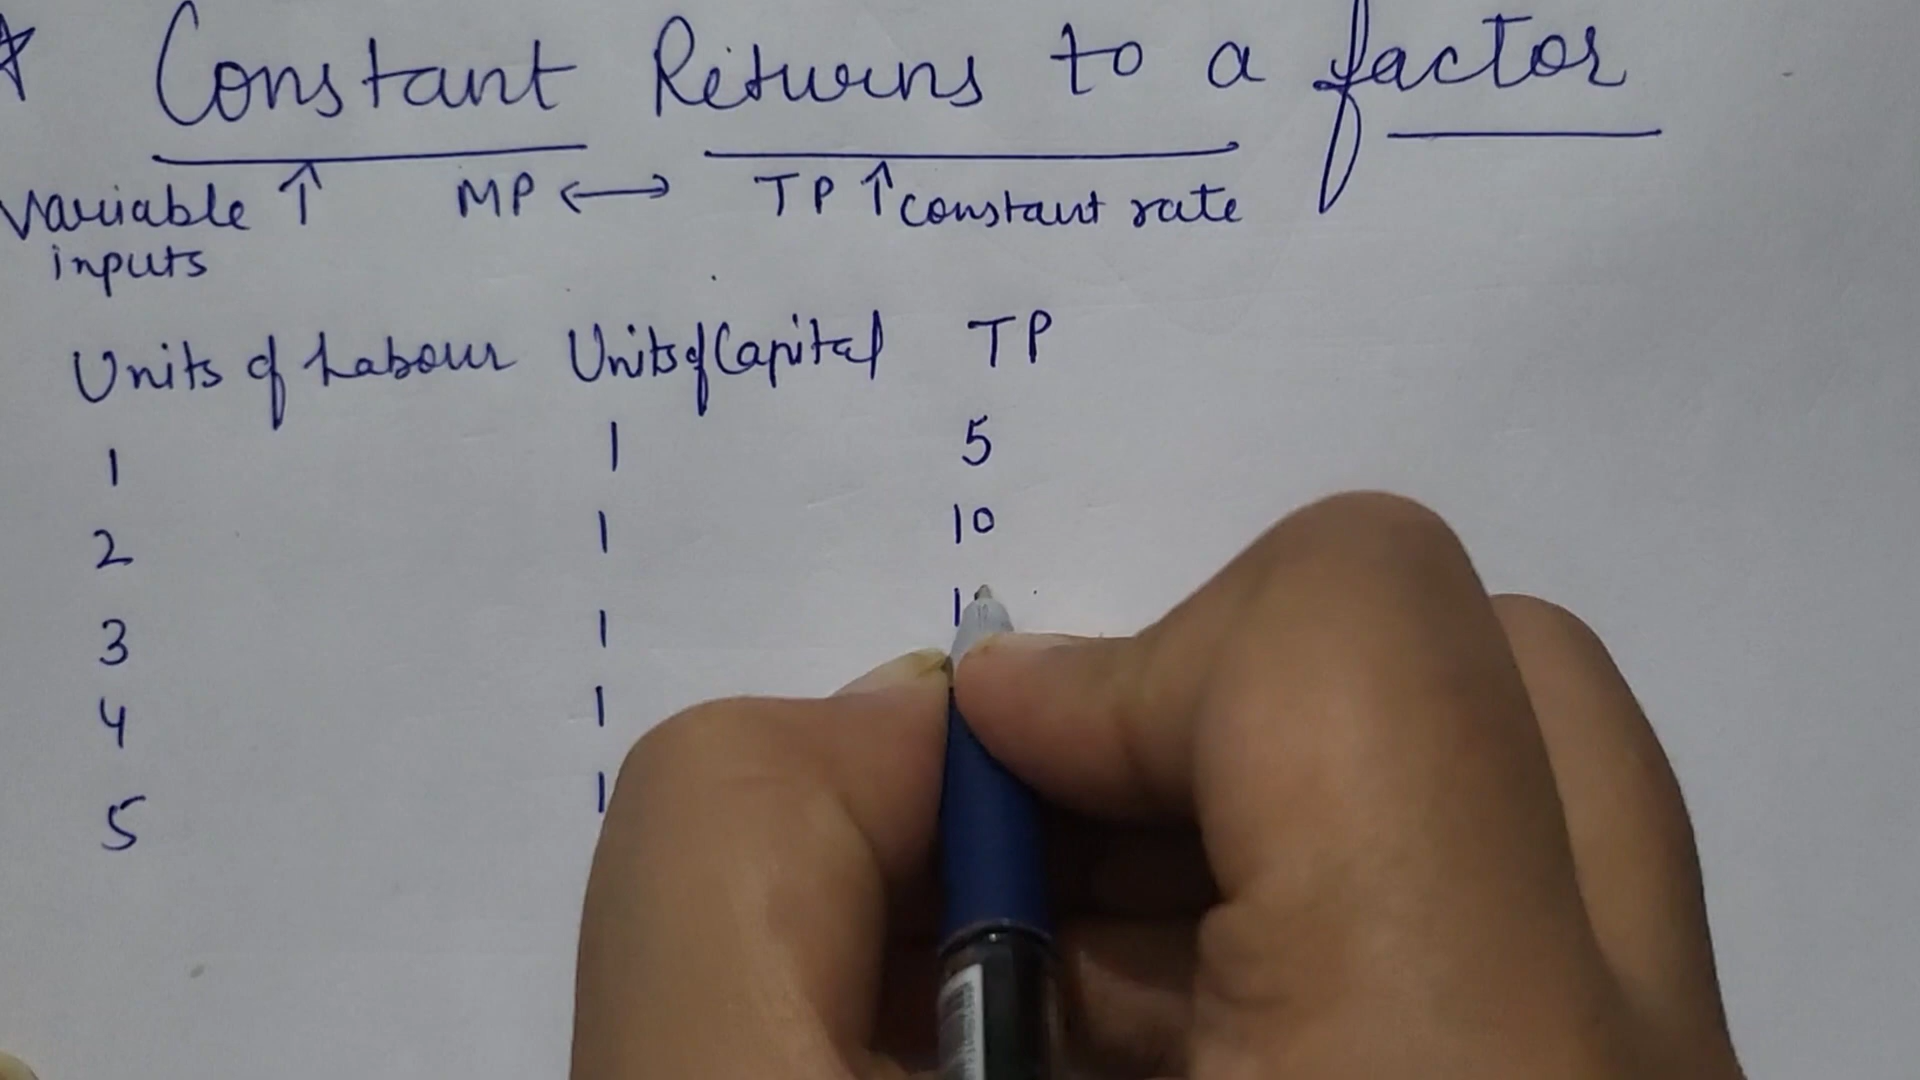 Constant Returns to a factor
Variable ↑ MP ↔ TP ↑ constant rate
inputs
Units of Labour Units of Capital TP
1 1 5
2 1 10
3 1 1
4 1
5 1